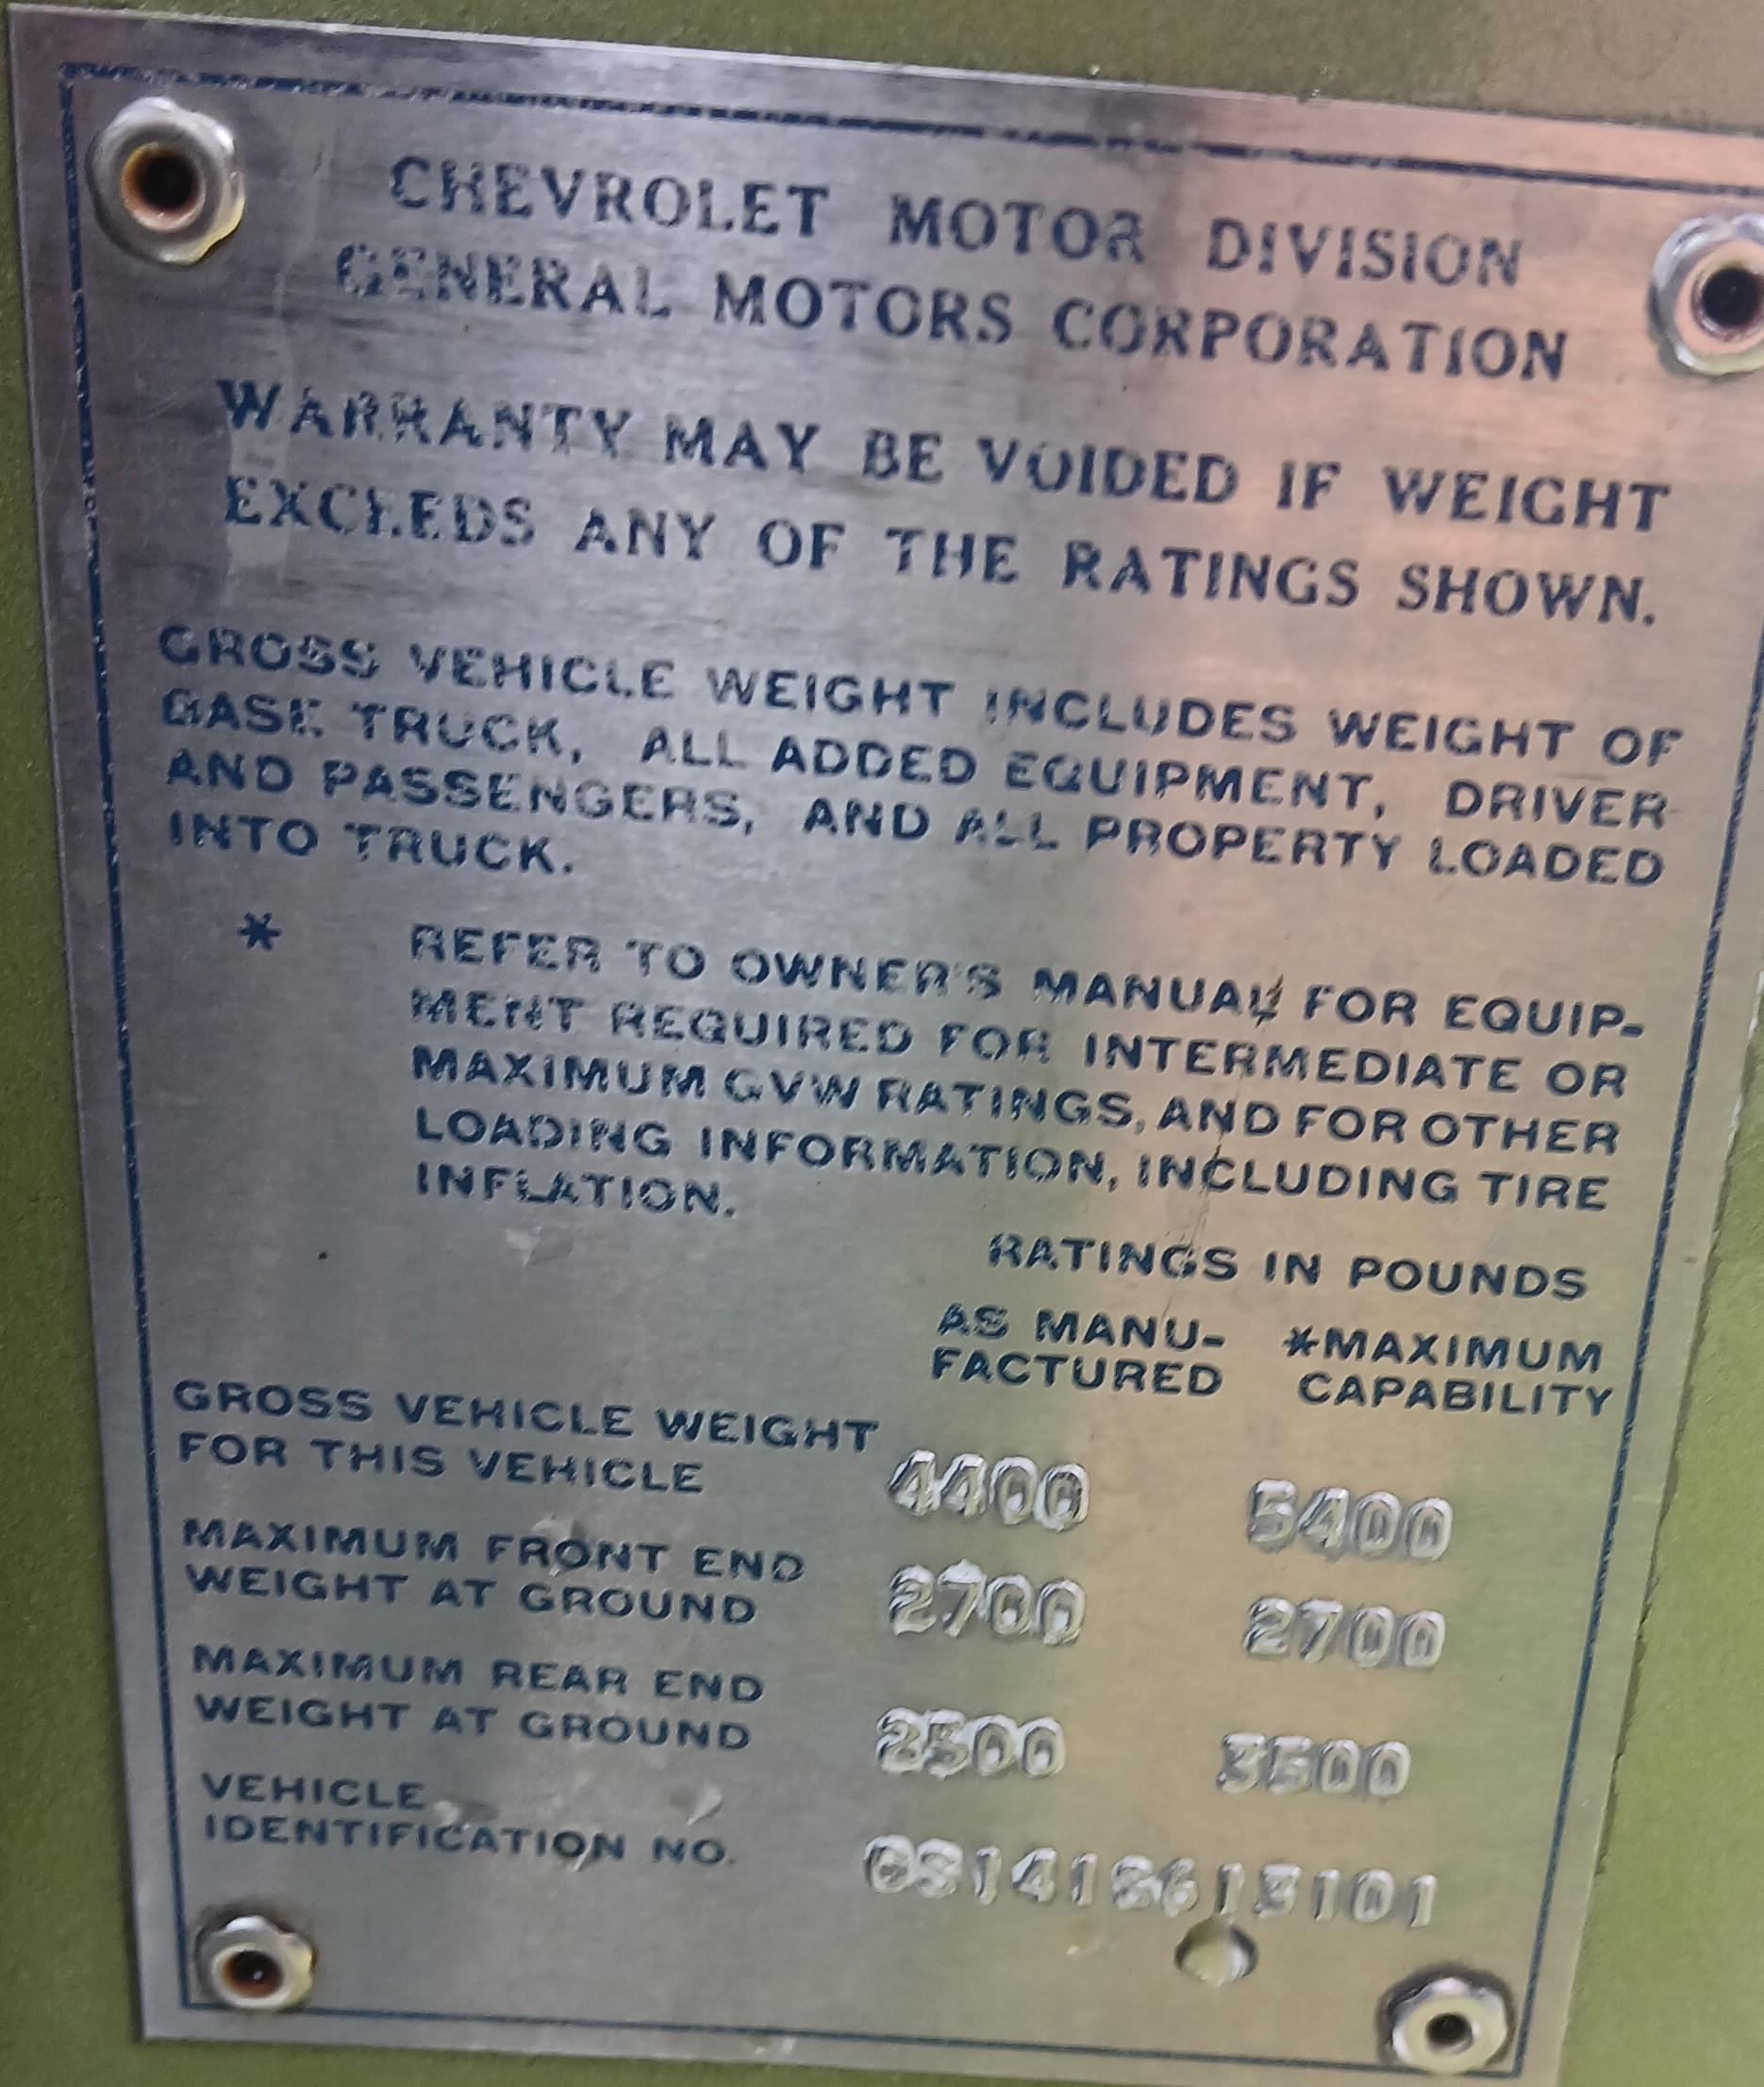 CHEVROLET MOTOR DIVISION
GENERAL MOTORS CORPORATION
WARRANTY MAY BE VOIDED IF WEIGHT
EXCEEDS ANY OF THE RATINGS SHOWN.
GROSS VEHICLE WEIGHT INCLUDES WEIGHT OF
BASE TRUCK, ALL ADDED EQUIPMENT, DRIVER
AND PASSENGERS, AND ALL PROPERTY LOADED
INTO TRUCK.
* REFER TO OWNER'S MANUAL FOR EQUIP-
MENT REQUIRED FOR INTERMEDIATE OR
MAXIMUM GVW RATINGS, AND FOR OTHER
LOADING INFORMATION, INCLUDING TIRE
INFLATION.
RATINGS IN POUNDS
AS MANU- *MAXIMUM
FACTURED CAPABILITY
GROSS VEHICLE WEIGHT
FOR THIS VEHICLE 4400 5400
MAXIMUM FRONT END
WEIGHT AT GROUND 2700 2700
MAXIMUM REAR END
WEIGHT AT GROUND 2500 3500
VEHICLE
IDENTIFICATION NO. CS141S613101